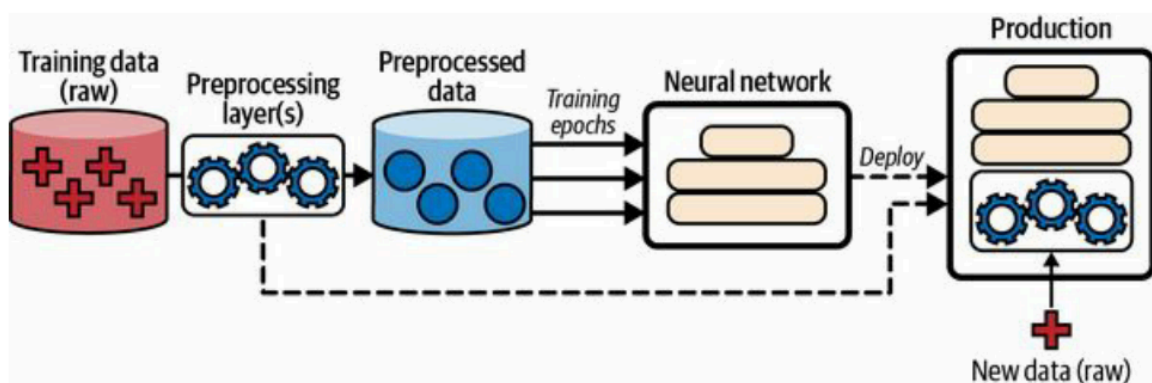 Training data
(raw)
Preprocessing
layer(s)
Preprocessed
data
Training
epochs
Neural network
Deploy
Production
New data (raw)